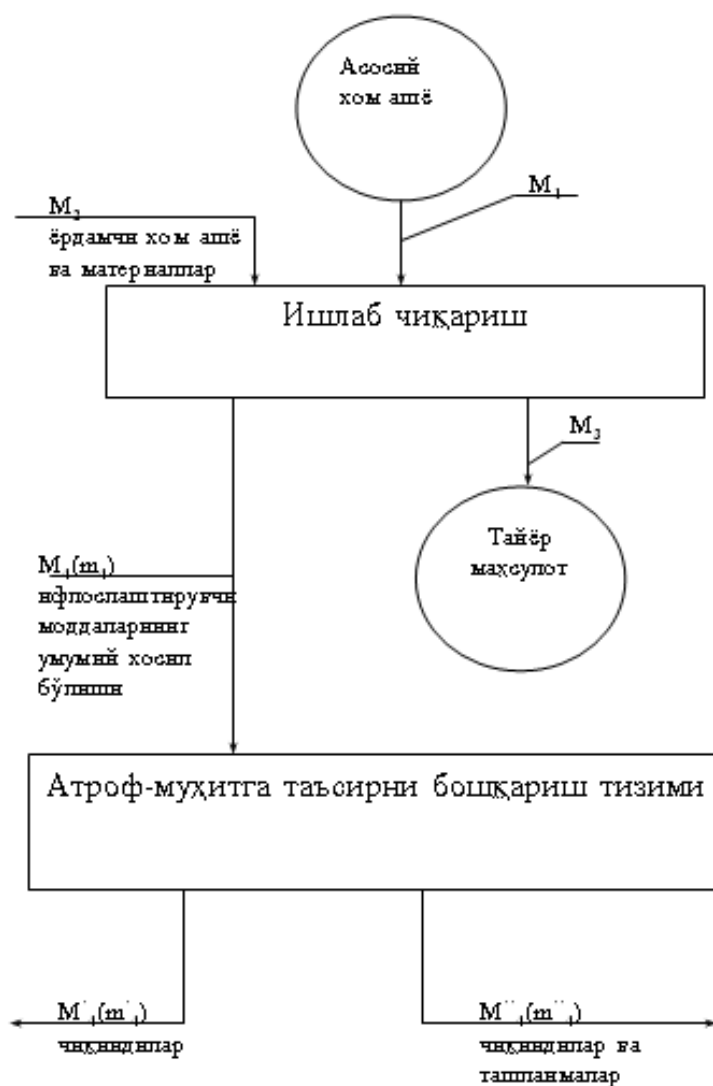 Асосий
хом ашё
M₁
M₂
ёрдамчи хом ашё
ва материаллар
Ишлаб чиқариш
M₃
Тайёр
маҳсулот
M₄(m₄)
ифлослаштирувчи
моддаларнинг
умумий хосил
бўлиши
Атроф-муҳитга таъсирни бошқариш тизими
M`₄(m`₄)
чиқиндилар
M``₄(m``₄)
чиқиндилар ва
ташланмалар